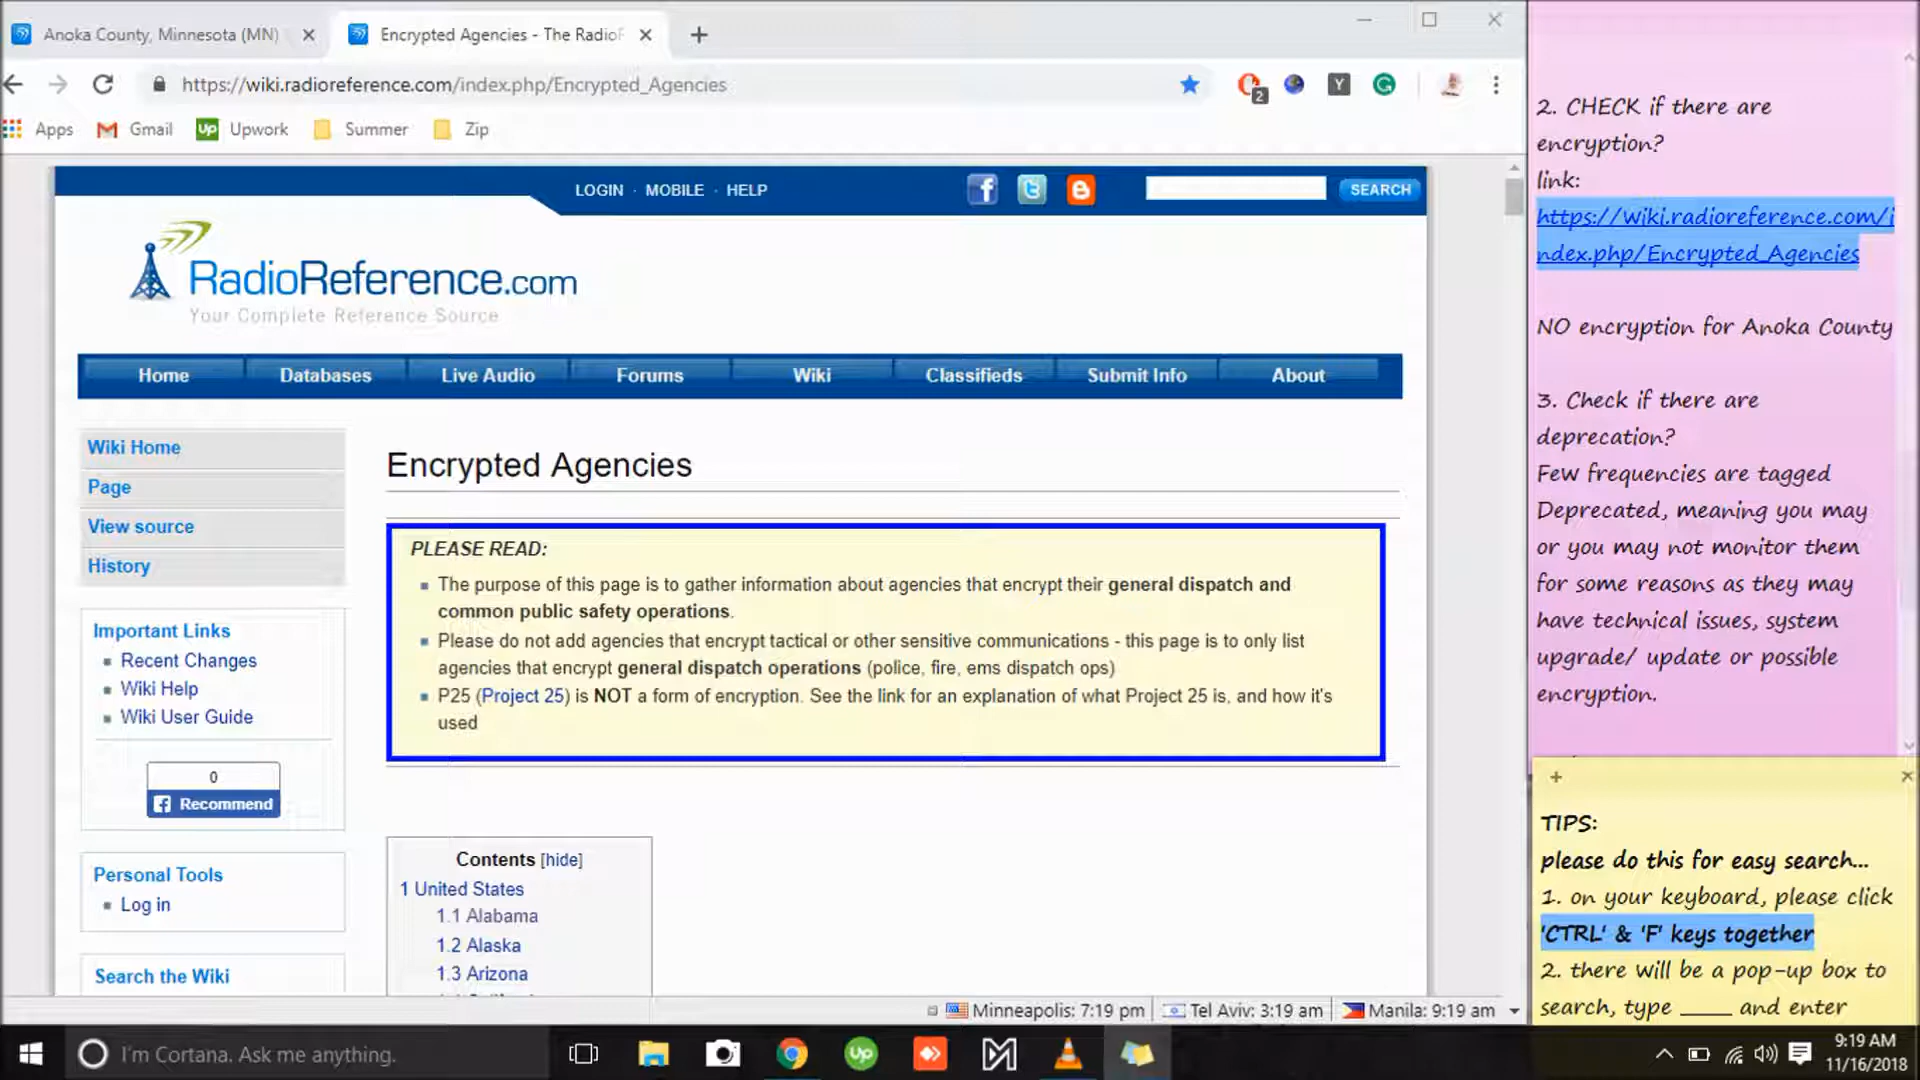 Anoka County, Minnesota (MN)
Encrypted Agencies - The RadioF
https://wiki.radioreference.com/index.php/Encrypted_Agencies
2
Y
Apps
Gmail
Up Upwork
Summer
Zip
LOGIN · MOBILE · HELP
SEARCH
RadioReference.com
Your Complete Reference Source
Home
Databases
Live Audio
Forums
Wiki
Classifieds
Submit Info
About
Wiki Home
Page
View source
History
Important Links
Recent Changes
Wiki Help
Wiki User Guide
0
Recommend
Personal Tools
Log in
Search the Wiki
Encrypted Agencies
PLEASE READ:
The purpose of this page is to gather information about agencies that encrypt their general dispatch and
common public safety operations.
Please do not add agencies that encrypt tactical or other sensitive communications - this page is to only list
agencies that encrypt general dispatch operations (police, fire, ems dispatch ops)
P25 (Project 25) is NOT a form of encryption. See the link for an explanation of what Project 25 is, and how it's
used
Contents [hide]
1 United States
1.1 Alabama
1.2 Alaska
1.3 Arizona
Minneapolis: 7:19 pm
Tel Aviv: 3:19 am
Manila: 9:19 am
2. CHECK if there are
encryption?
link:
https://wiki.radioreference.com/i
ndex.php/Encrypted_Agencies
NO encryption for Anoka County
3. Check if there are
deprecation?
Few frequencies are tagged
Deprecated, meaning you may
or you may not monitor them
for some reasons as they may
have technical issues, system
upgrade/ update or possible
encryption.
TIPS:
please do this for easy search...
1. on your keyboard, please click
'CTRL' & 'F' keys together
2. there will be a pop-up box to
search, type _____ and enter
I'm Cortana. Ask me anything.
Up
9:19 AM
11/16/2018